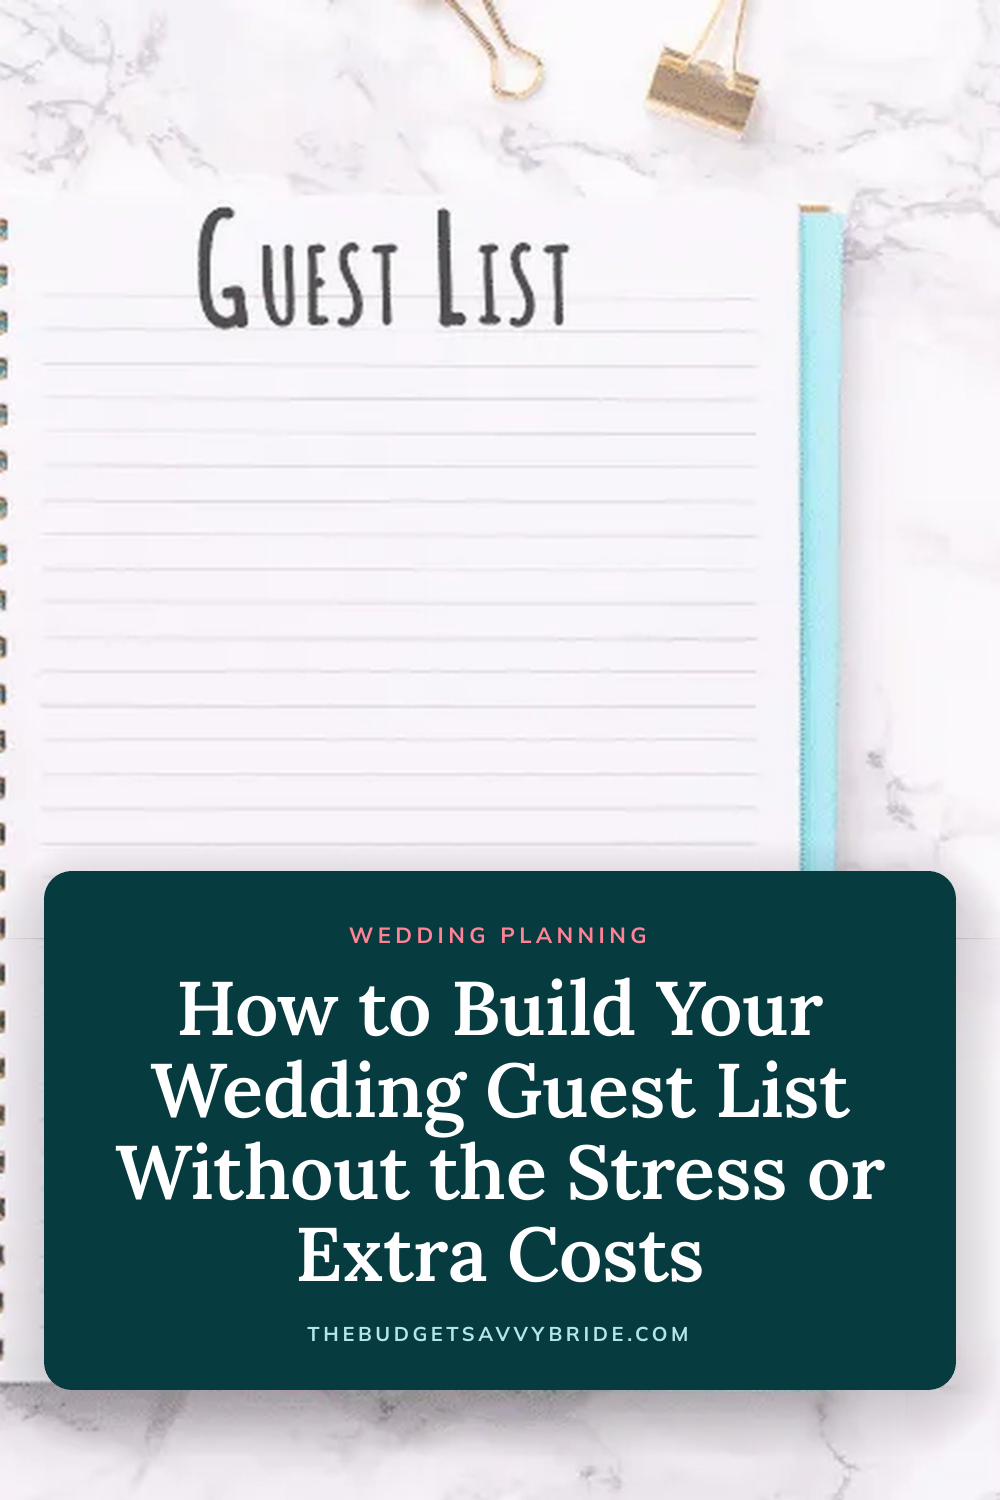 GUEST LIST
WEDDING PLANNING
How to Build Your
Wedding Guest List
Without the Stress or
Extra Costs
THEBUDGETSAVVYBRIDE.COM